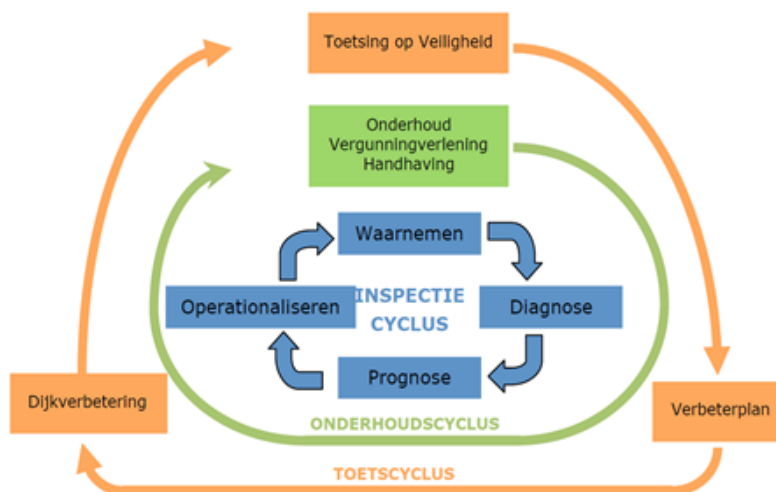 Toetsing op Veiligheid
Onderhoud
Vergunningverlening
Handhaving
Waarnemen
Operationaliseren
INSPECTIE
CYCLUS
Diagnose
Prognose
Dijkverbetering
Verbeterplan
ONDERHOUDSCYCLUS
TOETSCYCLUS